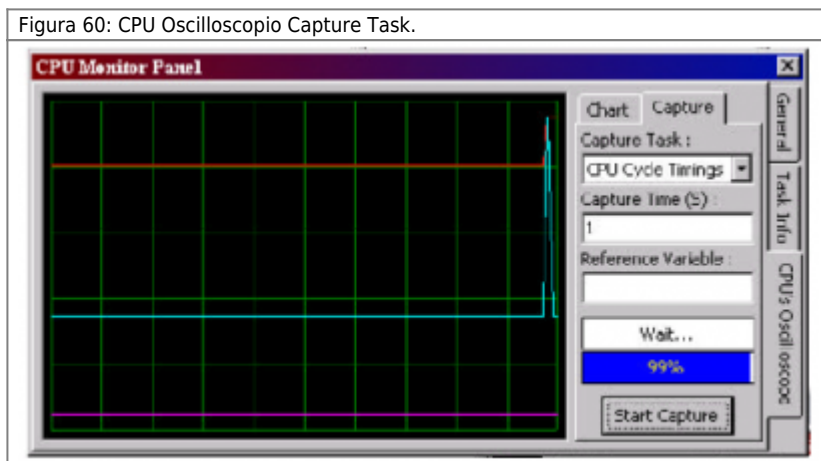 Figura 60: CPU Oscilloscopio Capture Task.
CPU Monitor Panel
Chart
Capture
Capture Task :
CPU Cycle Timings
Capture Time (S) :
1
Reference Variable :
Wait...
99%
Start Capture
General
Task Info
CPU's Oscilloscope